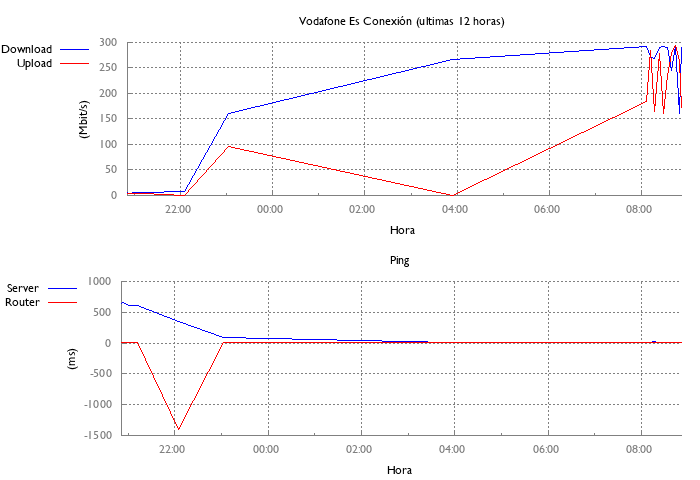 Vodafone Es Conexión (ultimas 12 horas)
Download
Upload
(Mbit/s)
300
250
200
150
100
50
0
22:00 00:00 02:00 04:00 06:00 08:00
Hora
Ping
Server
Router
(ms)
1000
500
0
-500
-1000
-1500
22:00 00:00 02:00 04:00 06:00 08:00
Hora